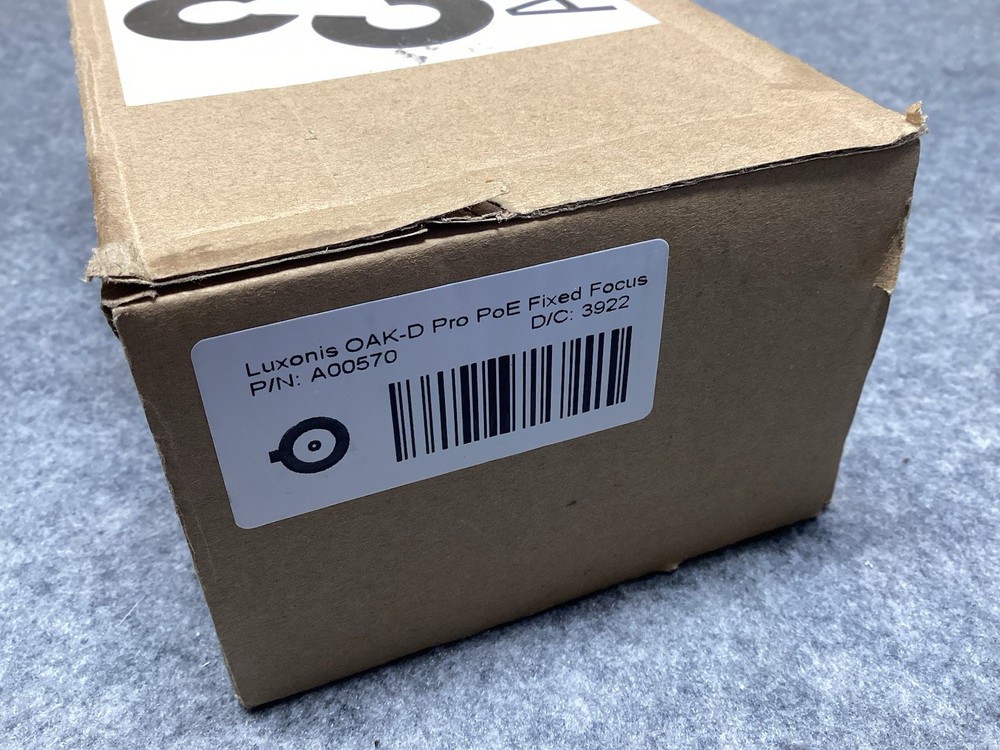 Luxonis OAK-D Pro PoE Fixed Focus
P/N: A00570 D/C: 3922